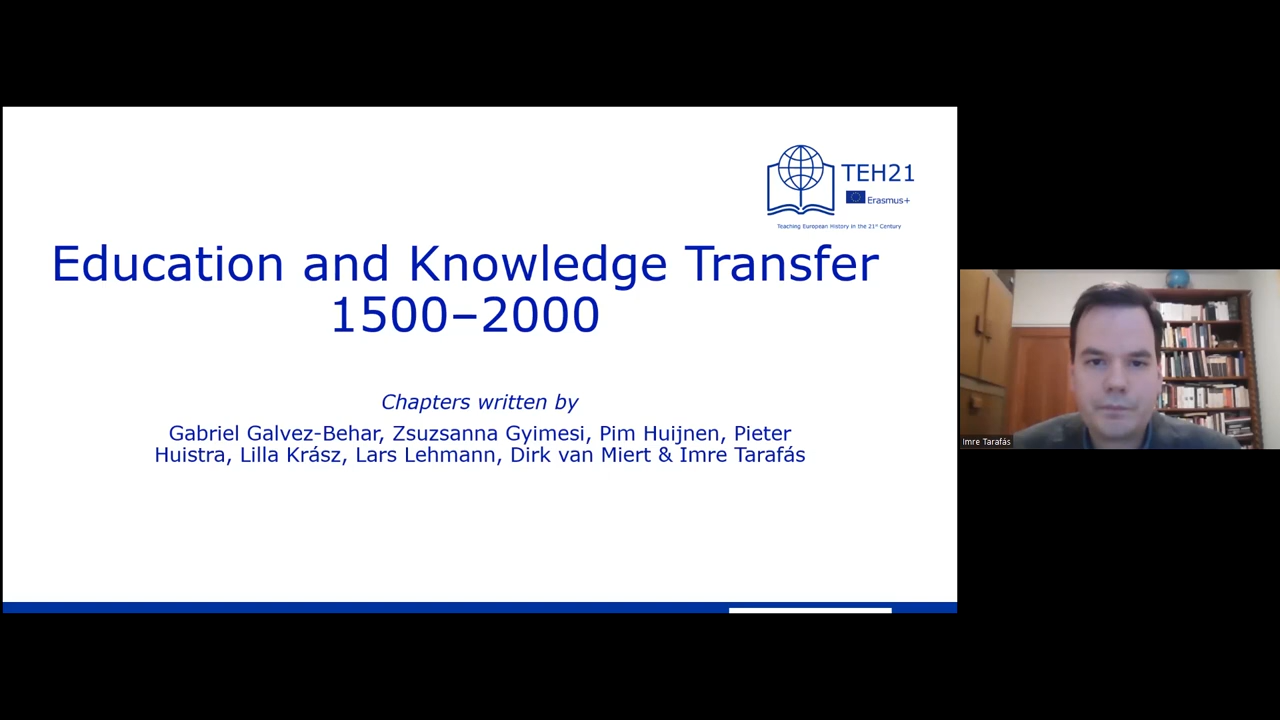 TEH21
Erasmus+
Teaching European History in the 21st Century
Education and Knowledge Transfer
1500–2000
Chapters written by
Gabriel Galvez-Behar, Zsuzsanna Gyimesi, Pim Huijnen, Pieter
Huistra, Lilla Krász, Lars Lehmann, Dirk van Miert & Imre Tarafás
Imre Tarafás